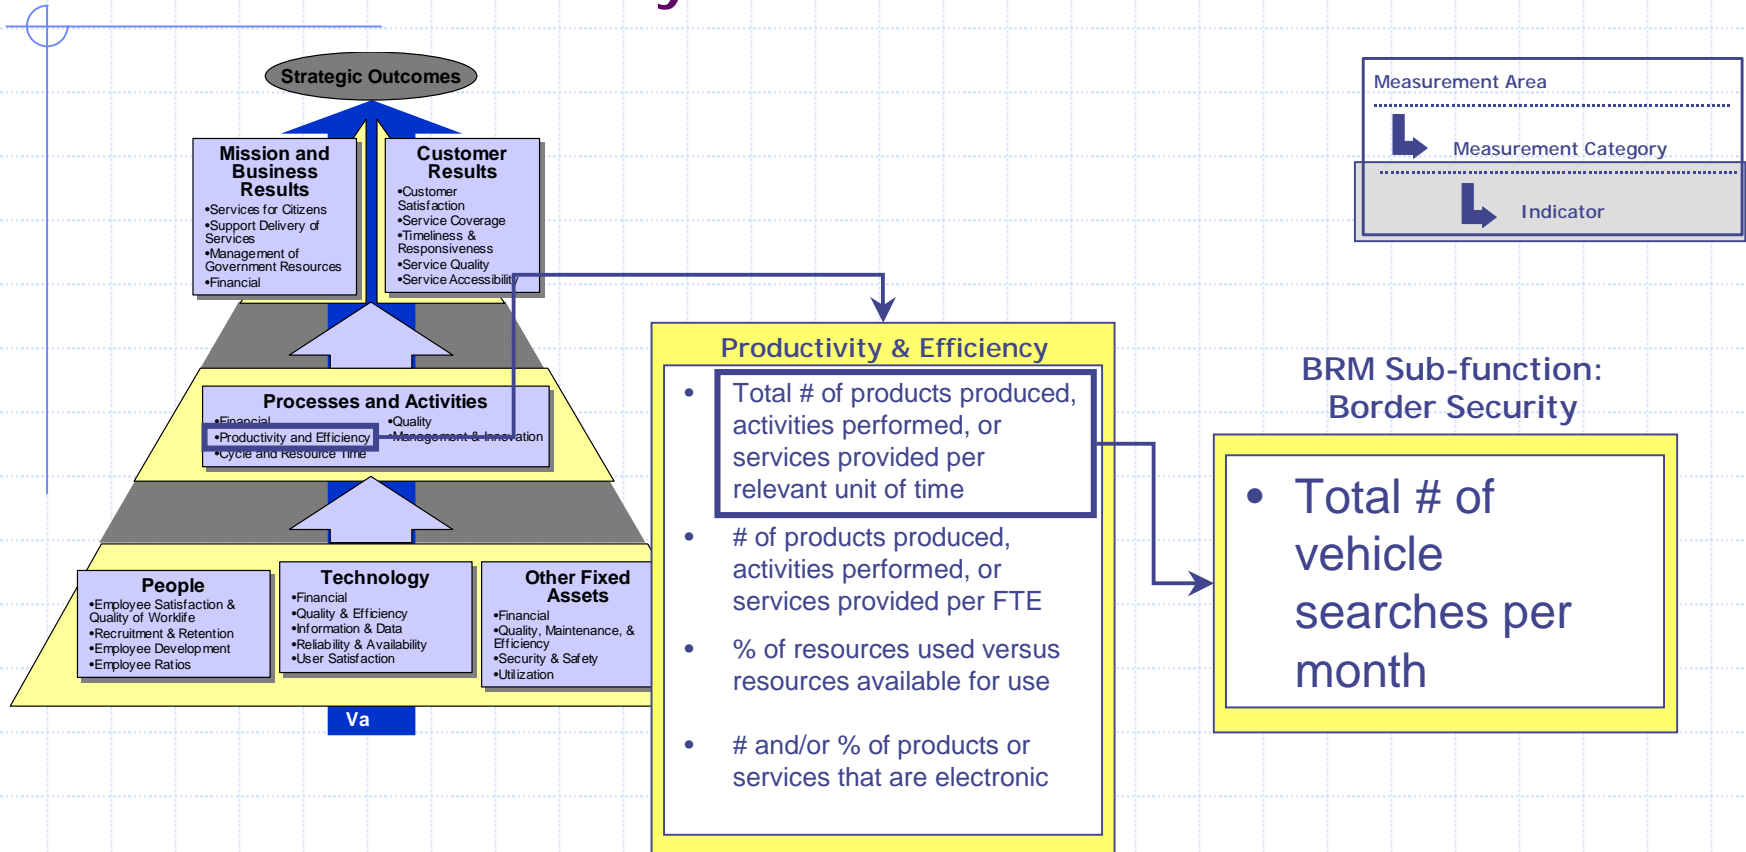 Strategic Outcomes
Mission and
Business
Results
•Services for Citizens
•Support Delivery of
Services
•Management of
Government Resources
•Financial
Customer
Results
•Customer
Satisfaction
•Service Coverage
•Timeliness &
Responsiveness
•Service Quality
•Service Accessibility
Processes and Activities
•Financial
•Productivity and Efficiency
•Cycle and Resource Time
•Quality
•Management & Innovation
People
•Employee Satisfaction &
Quality of Worklife
•Recruitment & Retention
•Employee Development
•Employee Ratios
Technology
•Financial
•Quality & Efficiency
•Information & Data
•Reliability & Availability
•User Satisfaction
Other Fixed
Assets
•Financial
•Quality, Maintenance, &
Efficiency
•Security & Safety
•Utilization
Va
Measurement Area
Measurement Category
Indicator
Productivity & Efficiency
• Total # of products produced,
activities performed, or
services provided per
relevant unit of time
• # of products produced,
activities performed, or
services provided per FTE
• % of resources used versus
resources available for use
• # and/or % of products or
services that are electronic
BRM Sub-function:
Border Security
• Total # of
vehicle
searches per
month